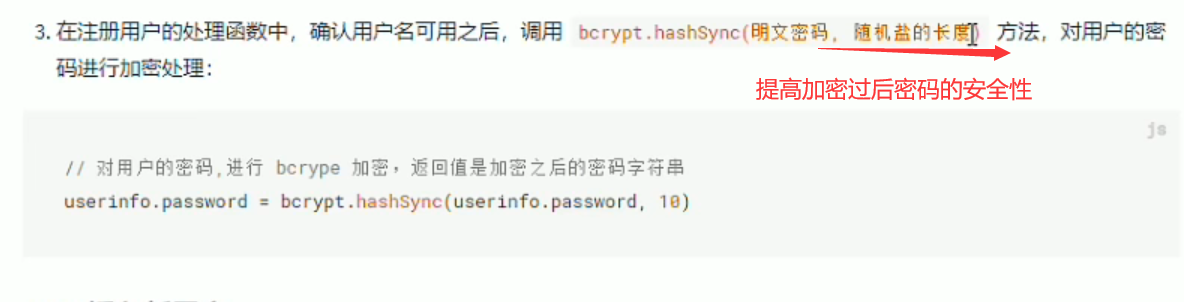 3. 在注册用户的处理函数中，确认用户名可用之后，调用 bcrypt.hashSync(明文密码, 随机盐的长度) 方法，对用户的密
码进行加密处理：
提高加密过后密码的安全性
js
// 对用户的密码,进行 bcrype 加密，返回值是加密之后的密码字符串
userinfo.password = bcrypt.hashSync(userinfo.password, 10)